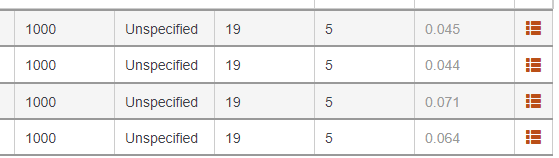 1000 Unspecified 19 5 0.045
1000 Unspecified 19 5 0.044
1000 Unspecified 19 5 0.071
1000 Unspecified 19 5 0.064